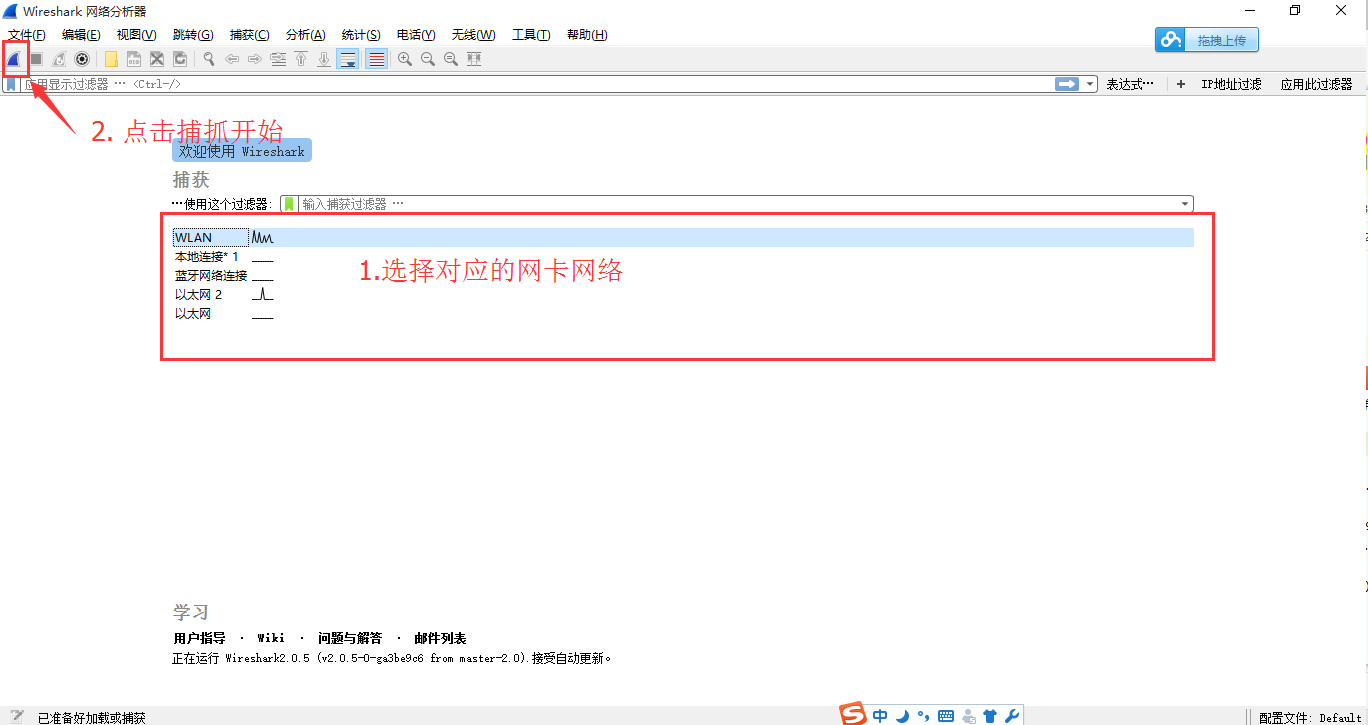 Wireshark 网络分析器
文件(F) 编辑(E) 视图(V) 跳转(G) 捕获(C) 分析(A) 统计(S) 电话(Y) 无线(W) 工具(T) 帮助(H)
拖拽上传
应用显示过滤器 … <Ctrl-/> 表达式… + IP地址过滤 应用此过滤器
2. 点击捕抓开始
欢迎使用 Wireshark
捕获
…使用这个过滤器: 输入捕获过滤器 …
WLAN
本地连接* 1
1.选择对应的网卡网络
蓝牙网络连接
以太网 2
以太网
学习
用户指导 · Wiki · 问题与解答 · 邮件列表
正在运行 Wireshark2.0.5 (v2.0.5-0-ga3be9c6 from master-2.0).接受自动更新。
已准备好加载或捕获 中 配置文件: Default